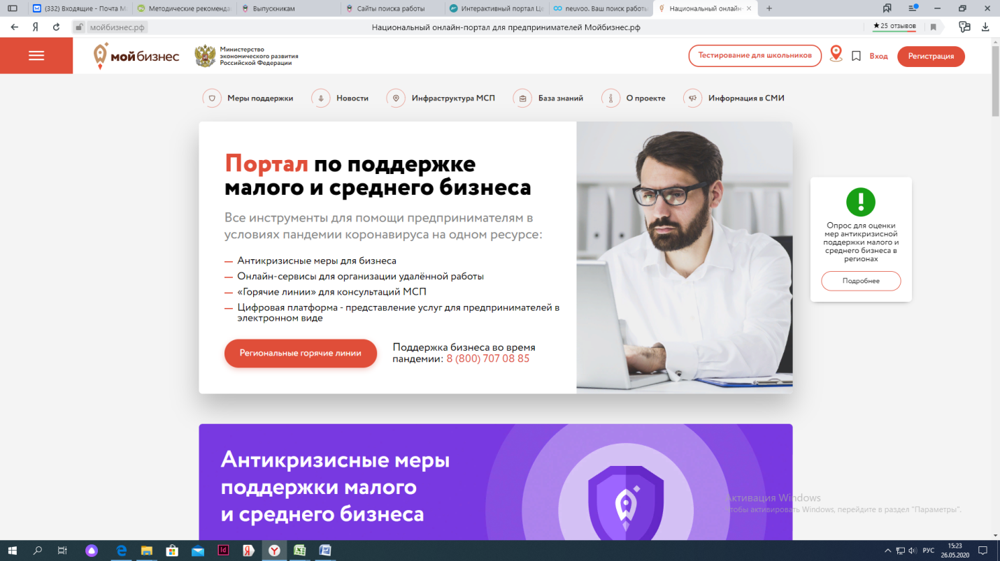 (332) Входящие - Почта M
Методические рекоменда
Выпускникам
Сайты поиска работы
Интерактивный портал Це
neuvoo. Ваш поиск работы
Национальный онлайн-
мойбизнес.рф
Национальный онлайн-портал для предпринимателей Мойбизнес.рф
★25 отзывов
мойбизнес
Министерство
экономического развития
Российской Федерации
Тестирование для школьников
Вход
Регистрация
Меры поддержки
Новости
Инфраструктура МСП
База знаний
О проекте
Информация в СМИ
Портал по поддержке
малого и среднего бизнеса
Все инструменты для помощи предпринимателям в
условиях пандемии коронавируса на одном ресурсе:
— Антикризисные меры для бизнеса
— Онлайн-сервисы для организации удалённой работы
— «Горячие линии» для консультаций МСП
— Цифровая платформа - представление услуг для предпринимателей в
электронном виде
Региональные горячие линии
Поддержка бизнеса во время
пандемии: 8 (800) 707 08 85
Опрос для оценки
мер антикризисной
поддержки малого и
среднего бизнеса в
регионах
Подробнее
Антикризисные меры
поддержки малого
и среднего бизнеса
Активация Windows
Чтобы активировать Windows, перейдите в раздел "Параметры".
РУС
15:23
26.05.2020